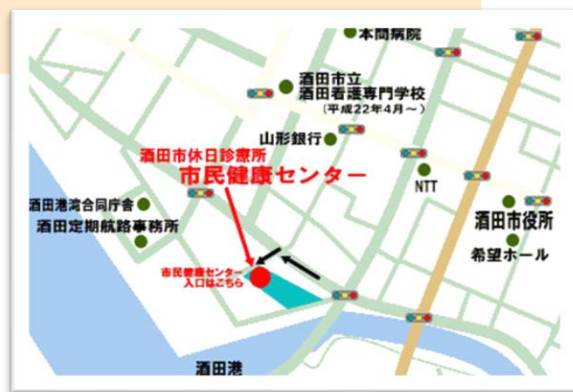 本間病院
酒田市立
酒田看護専門学校
(平成22年4月～)
山形銀行
酒田市休日診療所
市民健康センター
NTT
酒田港湾合同庁舎
酒田定期航路事務所
酒田市役所
希望ホール
市民健康センター
入口はこちら
酒田港